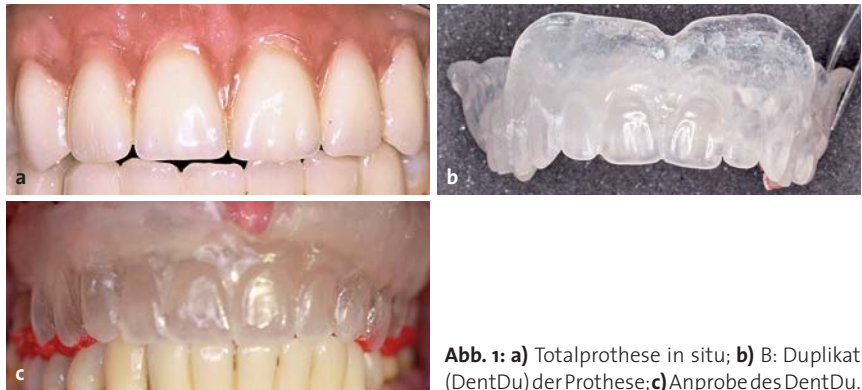 a
b
c
Abb. 1: a) Totalprothese in situ; b) B: Duplikat
(DentDu) der Prothese; c) Anprobe des DentDu.